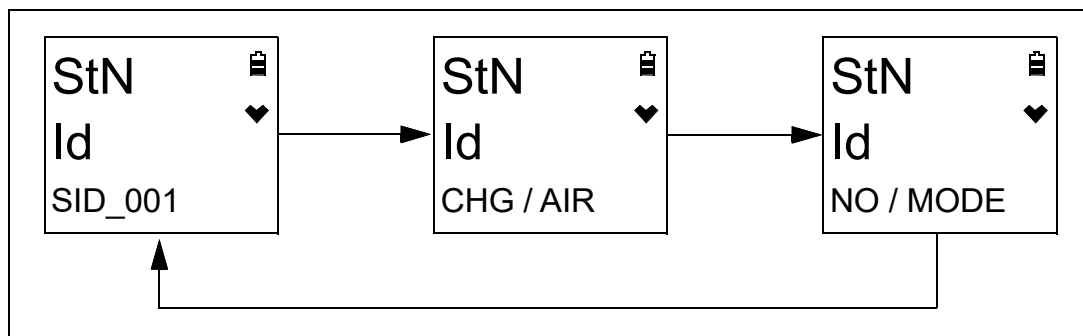 StN
Id
SID_001
StN
Id
CHG / AIR
StN
Id
NO / MODE